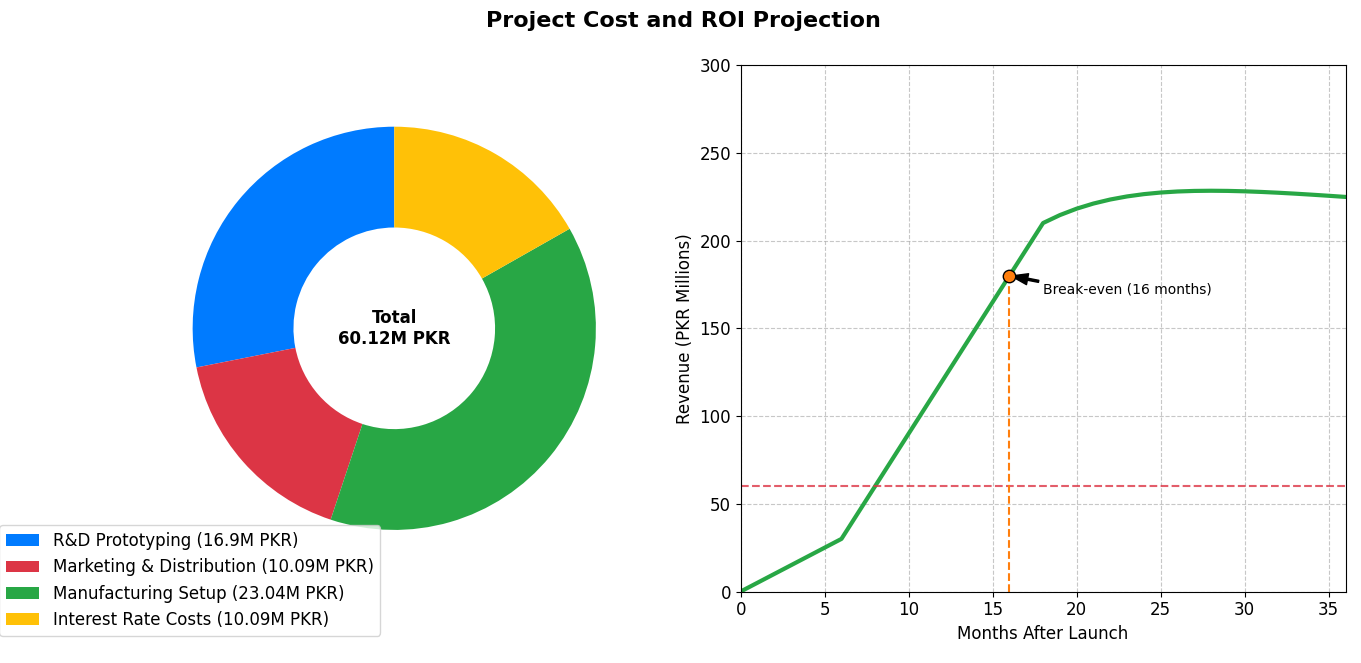 Project Cost and ROI Projection
Total
60.12M PKR
R&D Prototyping (16.9M PKR)
Marketing & Distribution (10.09M PKR)
Manufacturing Setup (23.04M PKR)
Interest Rate Costs (10.09M PKR)
Revenue (PKR Millions)
300
250
200
150
100
50
0
Break-even (16 months)
0 5 10 15 20 25 30 35
Months After Launch